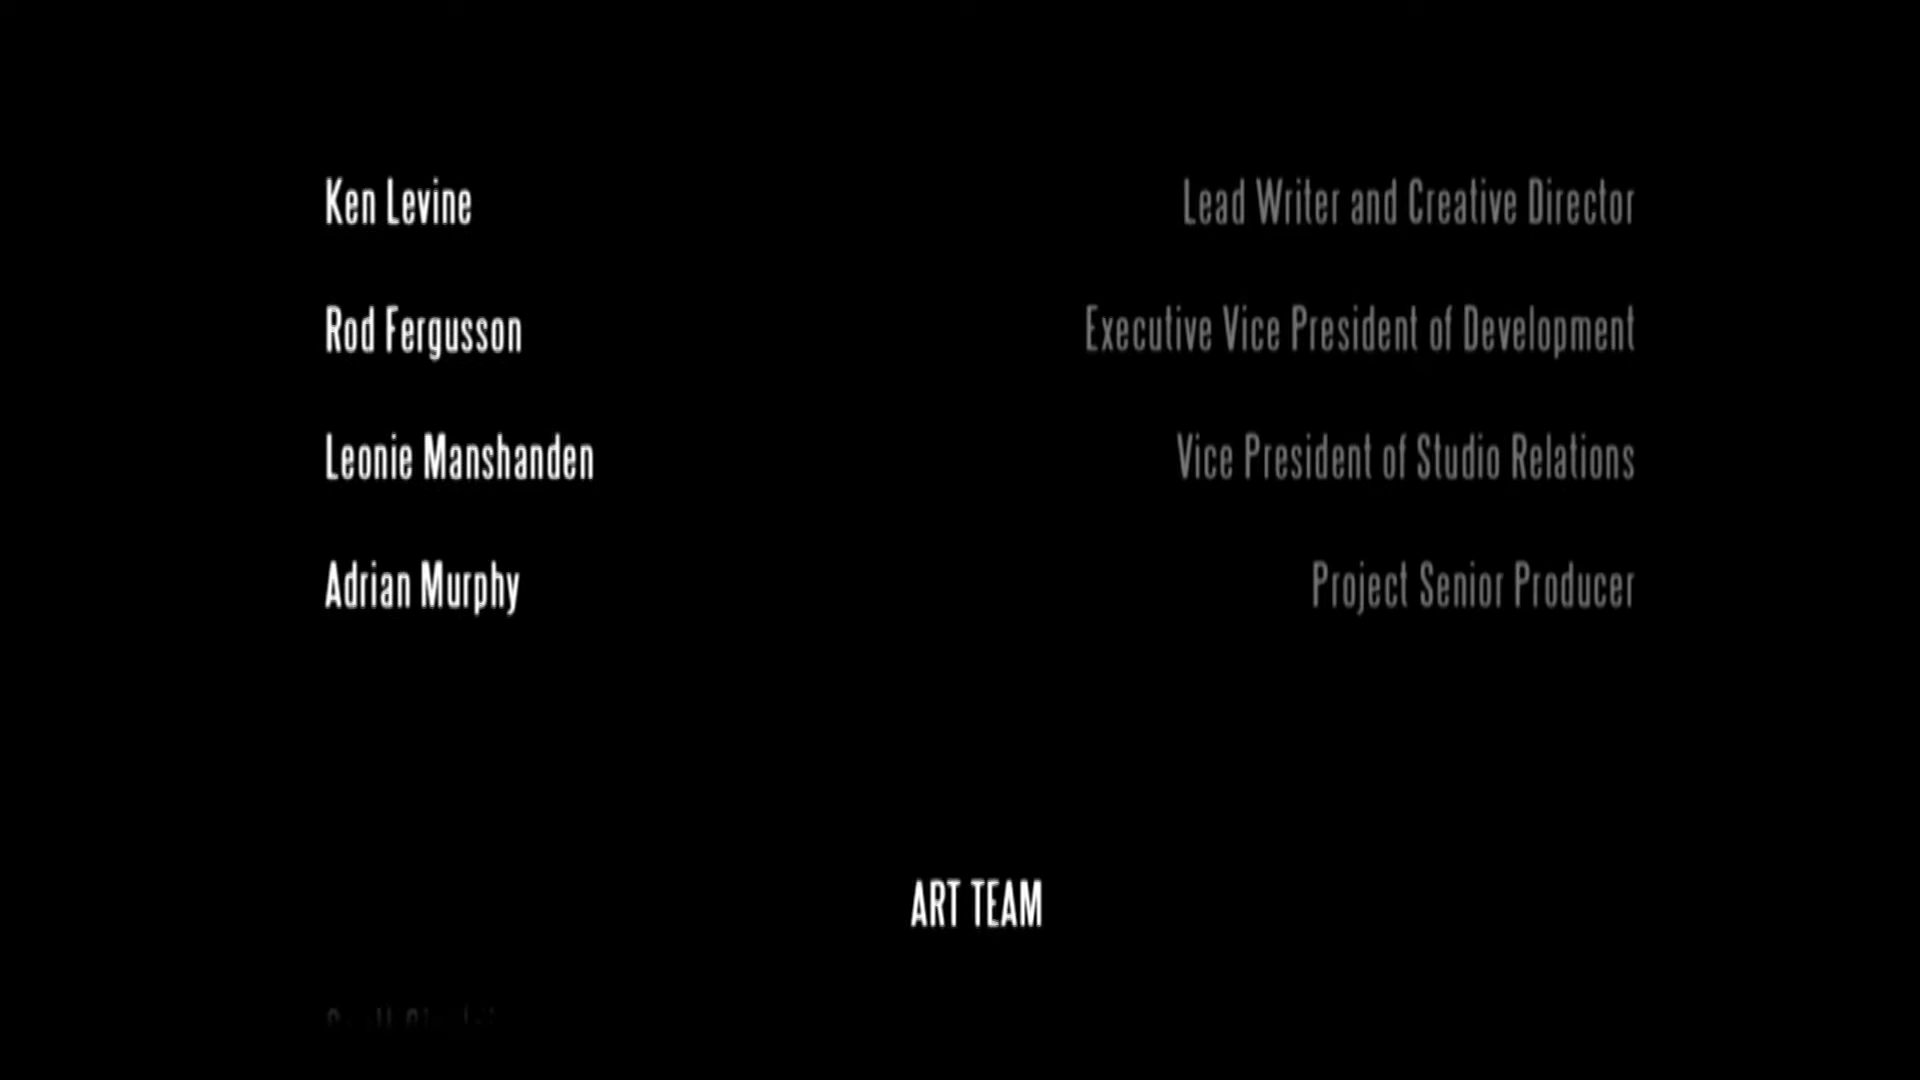 Ken Levine Lead Writer and Creative Director
Rod Fergusson Executive Vice President of Development
Leonie Manshanden Vice President of Studio Relations
Adrian Murphy Project Senior Producer
ART TEAM